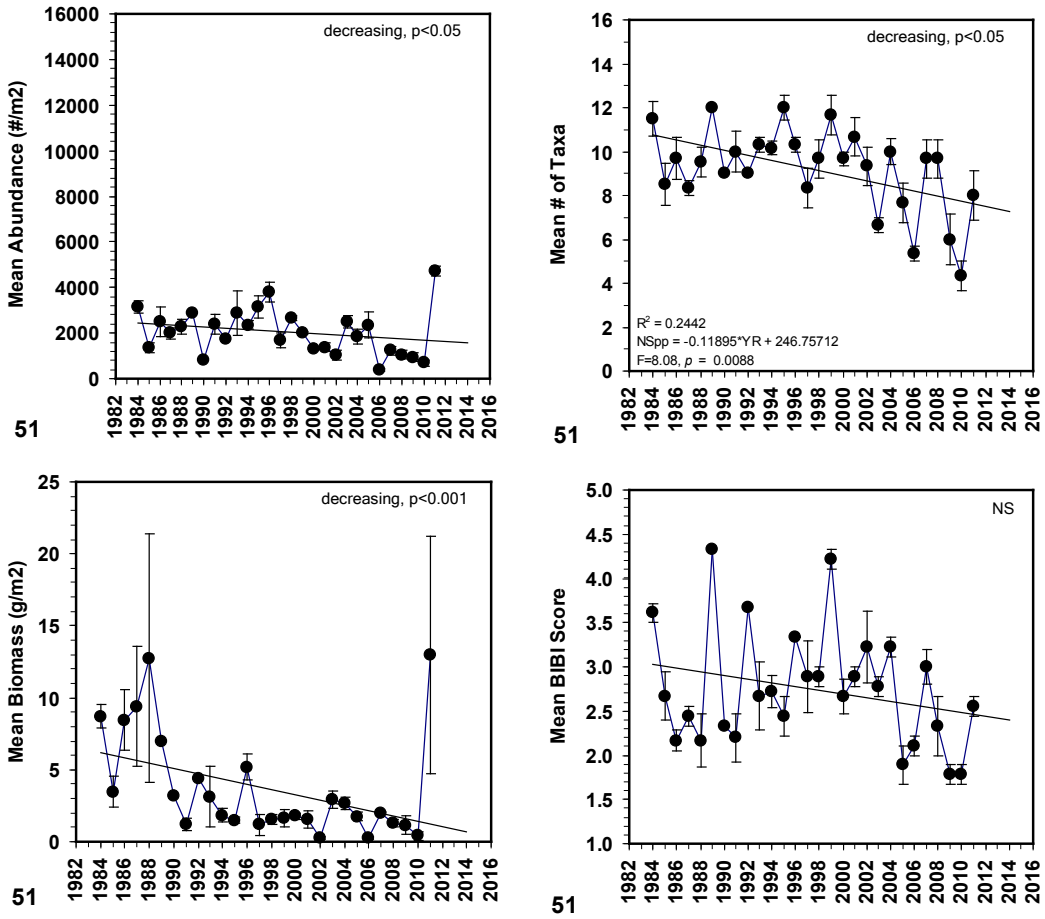 decreasing, p<0.05
Mean Abundance (#/m2)
16000
14000
12000
10000
8000
6000
4000
2000
0
1982 1984 1986 1988 1990 1992 1994 1996 1998 2000 2002 2004 2006 2008 2010 2012 2014 2016
51
decreasing, p<0.05
Mean # of Taxa
16
14
12
10
8
6
4
2
0
R² = 0.2442
NSpp = -0.11895*YR + 246.75712
F=8.08, p = 0.0088
1982 1984 1986 1988 1990 1992 1994 1996 1998 2000 2002 2004 2006 2008 2010 2012 2014 2016
51
decreasing, p<0.001
Mean Biomass (g/m2)
25
20
15
10
5
0
1982 1984 1986 1988 1990 1992 1994 1996 1998 2000 2002 2004 2006 2008 2010 2012 2014 2016
51
NS
Mean BIBI Score
5.0
4.5
4.0
3.5
3.0
2.5
2.0
1.5
1.0
1982 1984 1986 1988 1990 1992 1994 1996 1998 2000 2002 2004 2006 2008 2010 2012 2014 2016
51